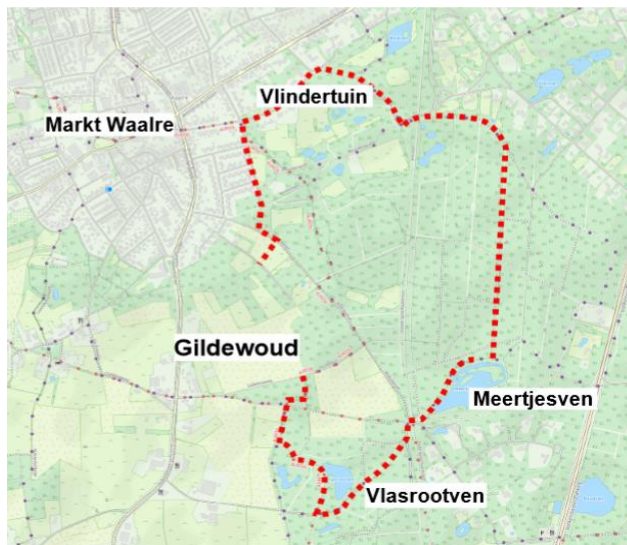 Vlindertuin
Markt Waalre
Gildewoud
Meertjesven
Vlasrootven